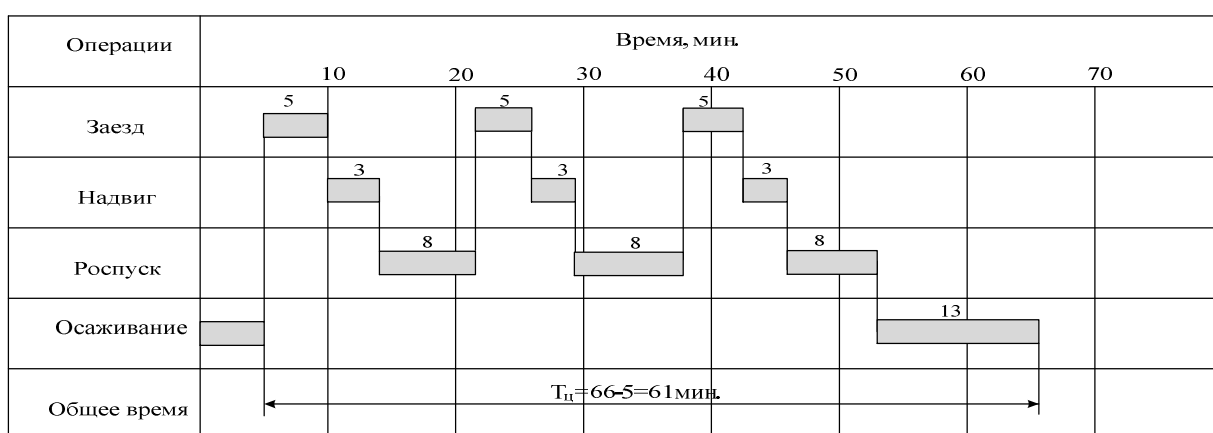 Операции
Время, мин.
10 20 30 40 50 60 70
Заезд
5 5 5
Надвиг
3 3 3
Роспуск
8 8 8
Осаживание
13
Общее время
Tц=66-5=61мин.